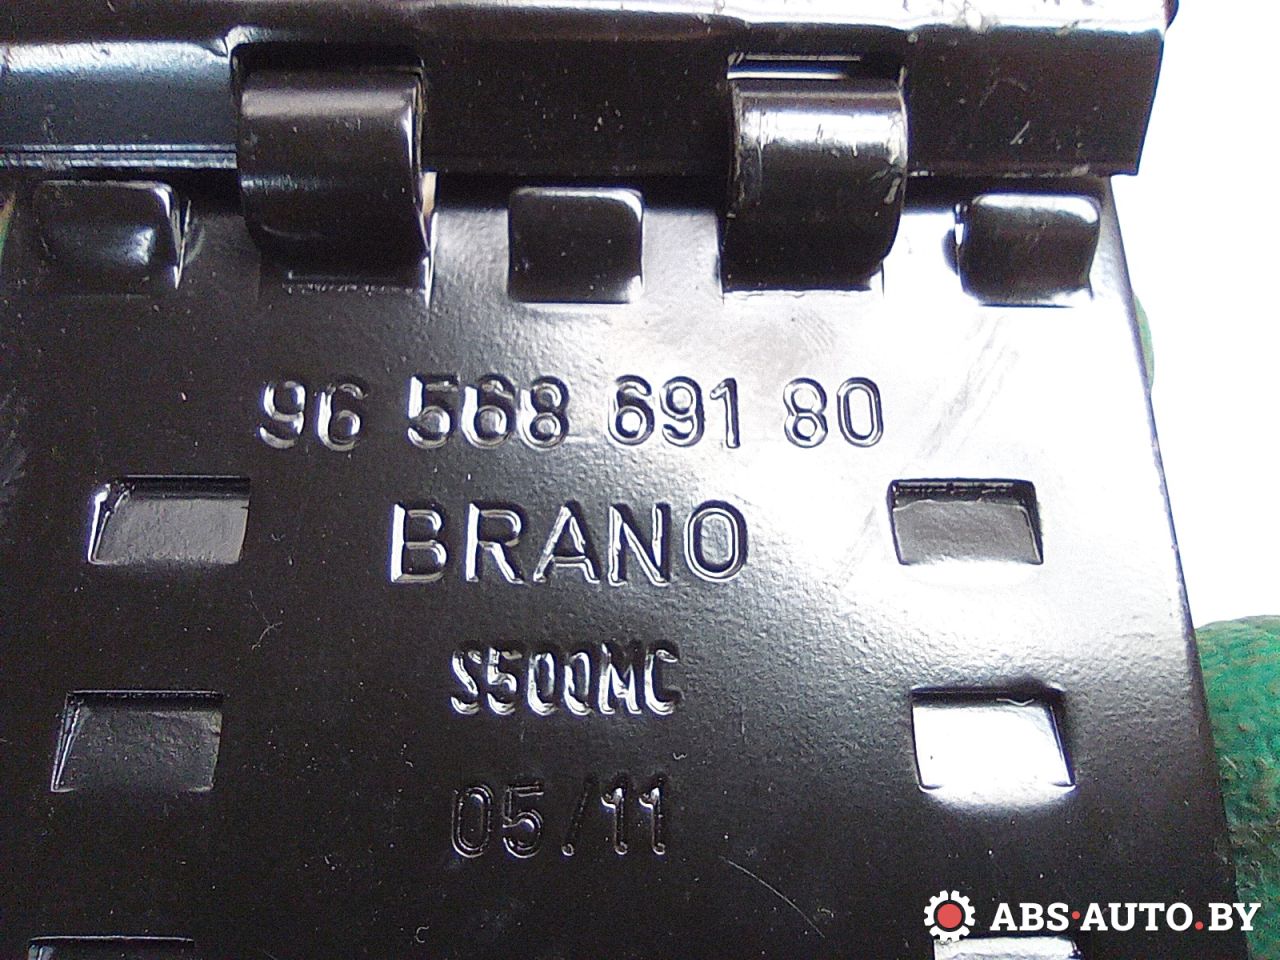 96 568 691 80
BRANO
S500MC
05/11
ABS·AUTO.BY